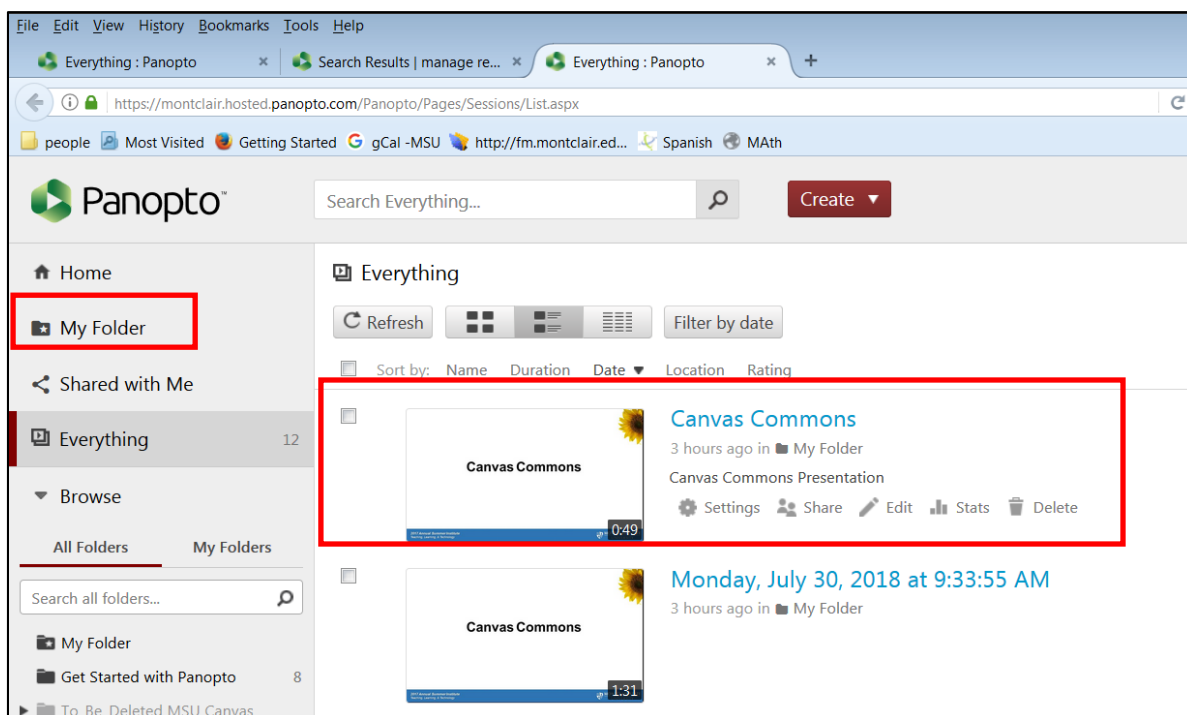 File Edit View History Bookmarks Tools Help
Everything : Panopto × Search Results | manage re... × Everything : Panopto × +
https://montclair.hosted.panopto.com/Panopto/Pages/Sessions/List.aspx
people Most Visited Getting Started gCal -MSU http://fm.montclair.ed... Spanish MAth
Panopto™ Search Everything... Create
Home
Everything
My Folder
Refresh Filter by date
Sort by: Name Duration Date Location Rating
Shared with Me
Everything 12
Browse
All Folders My Folders
Search all folders...
My Folder
Get Started with Panopto 8
To_Be_Deleted MSU Canvas
Canvas Commons
0:49
Canvas Commons
3 hours ago in My Folder
Canvas Commons Presentation
Settings Share Edit Stats Delete
Canvas Commons
1:31
Monday, July 30, 2018 at 9:33:55 AM
3 hours ago in My Folder